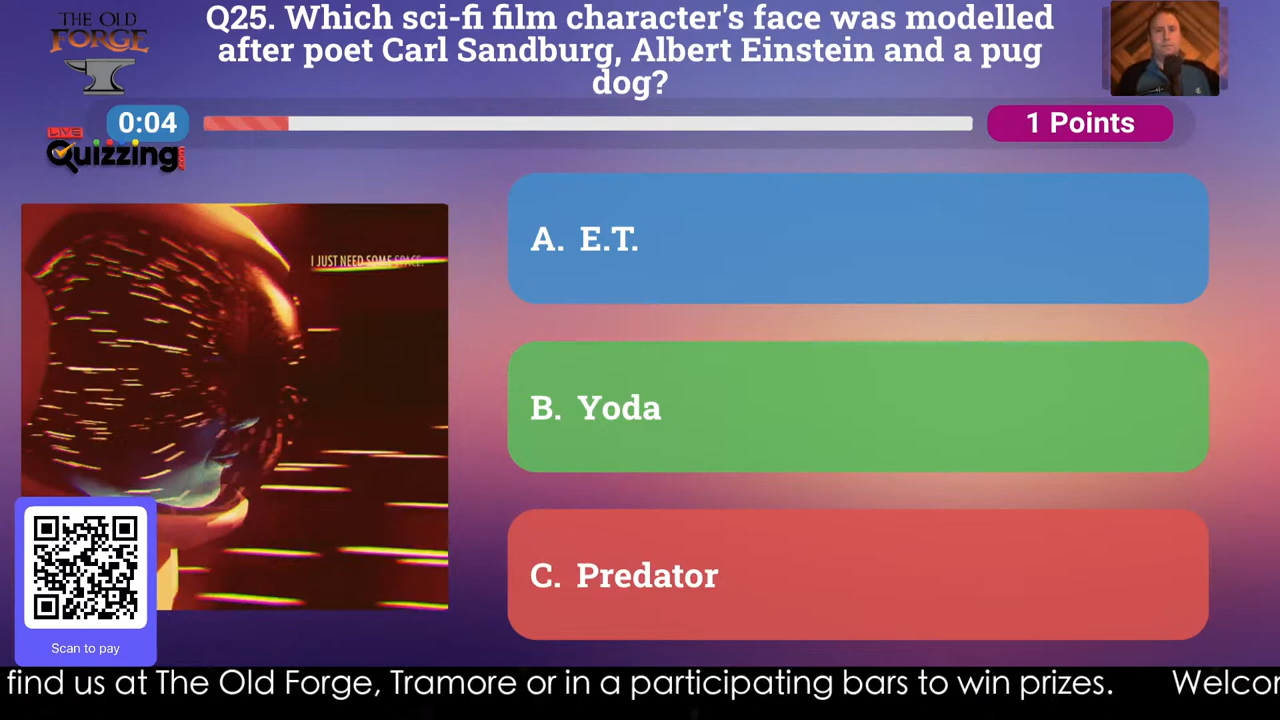 THE OLD
FORGE
Q25. Which sci-fi film character's face was modelled
after poet Carl Sandburg, Albert Einstein and a pug
dog?
0:04
1 Points
LIVE
Quizzing
I JUST NEED SOME SPACE.
A. E.T.
B. Yoda
C. Predator
Scan to pay
find us at The Old Forge, Tramore or in a participating bars to win prizes. Welcor